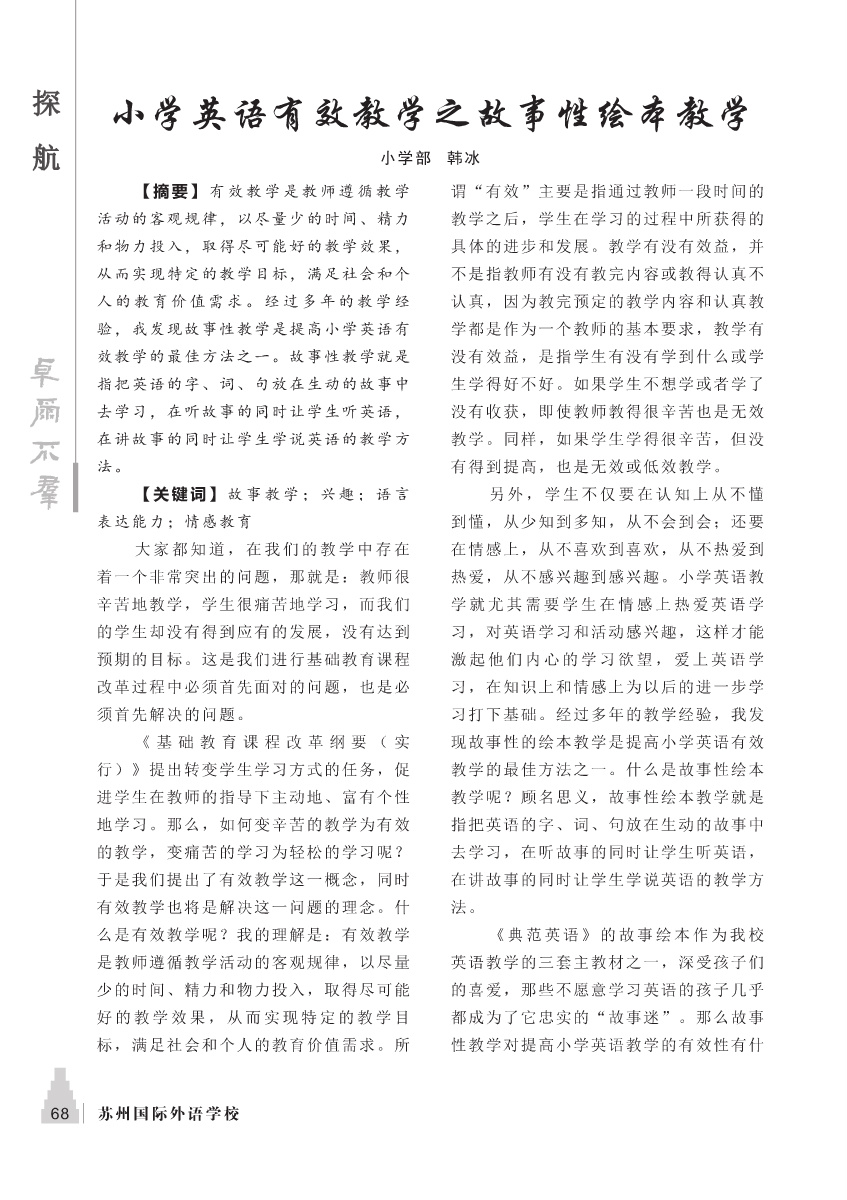 探
航
卓
尔
不
群
小学英语有效教学之故事性绘本教学
小学部 韩冰
【摘要】有效教学是教师遵循教学
活动的客观规律，以尽量少的时间、精力
和物力投入，取得尽可能好的教学效果，
从而实现特定的教学目标，满足社会和个
人的教育价值需求。经过多年的教学经
验，我发现故事性教学是提高小学英语有
效教学的最佳方法之一。故事性教学就是
指把英语的字、词、句放在生动的故事中
去学习，在听故事的同时让学生听英语，
在讲故事的同时让学生学说英语的教学方
法。
【关键词】故事教学；兴趣；语言
表达能力；情感教育
大家都知道，在我们的教学中存在
着一个非常突出的问题，那就是：教师很
辛苦地教学，学生很痛苦地学习，而我们
的学生却没有得到应有的发展，没有达到
预期的目标。这是我们进行基础教育课程
改革过程中必须首先面对的问题，也是必
须首先解决的问题。
《基础教育课程改革纲要（实
行）》提出转变学生学习方式的任务，促
进学生在教师的指导下主动地、富有个性
地学习。那么，如何变辛苦的教学为有效
的教学，变痛苦的学习为轻松的学习呢？
于是我们提出了有效教学这一概念，同时
有效教学也将是解决这一问题的理念。什
么是有效教学呢？我的理解是：有效教学
是教师遵循教学活动的客观规律，以尽量
少的时间、精力和物力投入，取得尽可能
好的教学效果，从而实现特定的教学目
标，满足社会和个人的教育价值需求。所
谓“有效”主要是指通过教师一段时间的
教学之后，学生在学习的过程中所获得的
具体的进步和发展。教学有没有效益，并
不是指教师有没有教完内容或教得认真不
认真，因为教完预定的教学内容和认真教
学都是作为一个教师的基本要求，教学有
没有效益，是指学生有没有学到什么或学
生学得好不好。如果学生不想学或者学了
没有收获，即使教师教得很辛苦也是无效
教学。同样，如果学生学得很辛苦，但没
有得到提高，也是无效或低效教学。
另外，学生不仅要在认知上从不懂
到懂，从少知到多知，从不会到会；还要
在情感上，从不喜欢到喜欢，从不热爱到
热爱，从不感兴趣到感兴趣。小学英语教
学就尤其需要学生在情感上热爱英语学
习，对英语学习和活动感兴趣，这样才能
激起他们内心的学习欲望，爱上英语学
习，在知识上和情感上为以后的进一步学
习打下基础。经过多年的教学经验，我发
现故事性的绘本教学是提高小学英语有效
教学的最佳方法之一。什么是故事性绘本
教学呢？顾名思义，故事性绘本教学就是
指把英语的字、词、句放在生动的故事中
去学习，在听故事的同时让学生听英语，
在讲故事的同时让学生学说英语的教学方
法。
《典范英语》的故事绘本作为我校
英语教学的三套主教材之一，深受孩子们
的喜爱，那些不愿意学习英语的孩子几乎
都成为了它忠实的“故事迷”。那么故事
性教学对提高小学英语教学的有效性有什
68 苏州国际外语学校